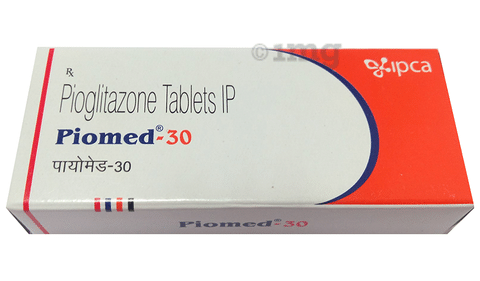 ©1mg
℞
ipca
Pioglitazone Tablets IP
Piomed®-30
पायोमेड-30
Piomed®-30